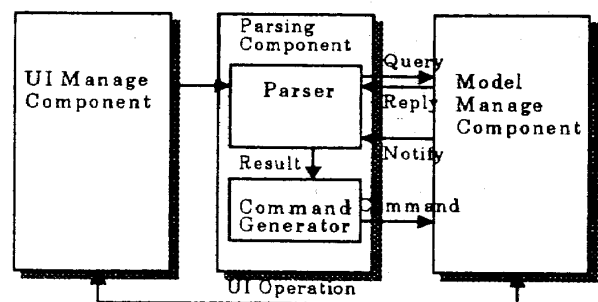 UI Manage
Component
Parsing
Component
Parser
Query
Reply
Notify
Result
Command
Generator
Command
Model
Manage
Component
UI Operation